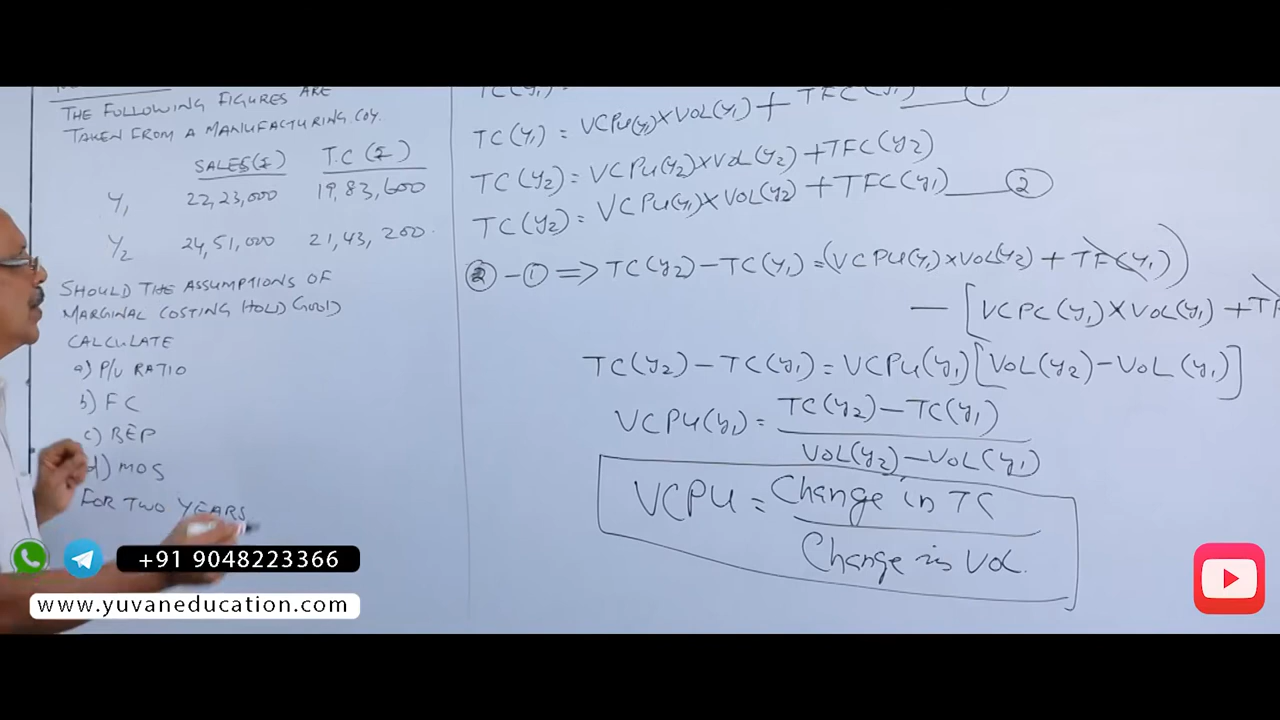 THE FOLLOWING FIGURES ARE
TAKEN FROM A MANUFACTURING.COY.
SALES(₹) T.C (₹)
Y1 22,23,000 19,83,600
Y2 24,51,000 21,43,200.
SHOULD THE ASSUMPTIONS OF
MARGINAL COSTING HOLD GOOD
CALCULATE
a) P/V RATIO
b) FC
c) BEP
d) MOS
FOR TWO YEARS
TC(Y1) =
TC(Y1) = VCPU(Y1)×VOL(Y1) + TFC(Y1) ①
TC(Y2) = VCPU(Y2)×VOL(Y2) + TFC(Y2)
TC(Y2) = VCPU(Y1)×VOL(Y2) + TFC(Y1) ②
② - ① => TC(Y2) - TC(Y1) = (VCPU(Y1)×VOL(Y2) + TF(Y1))
- [VCPC(Y1)×VOL(Y1) + TF
TC(Y2) - TC(Y1) = VCPU(Y1)[VOL(Y2) - VOL(Y1)]
VCPU(Y1) = TC(Y2) - TC(Y1)
VOL(Y2) - VOL(Y1)
VCPU = Change in TC
Change in VOL.
+91 9048223366
www.yuvaneducation.com